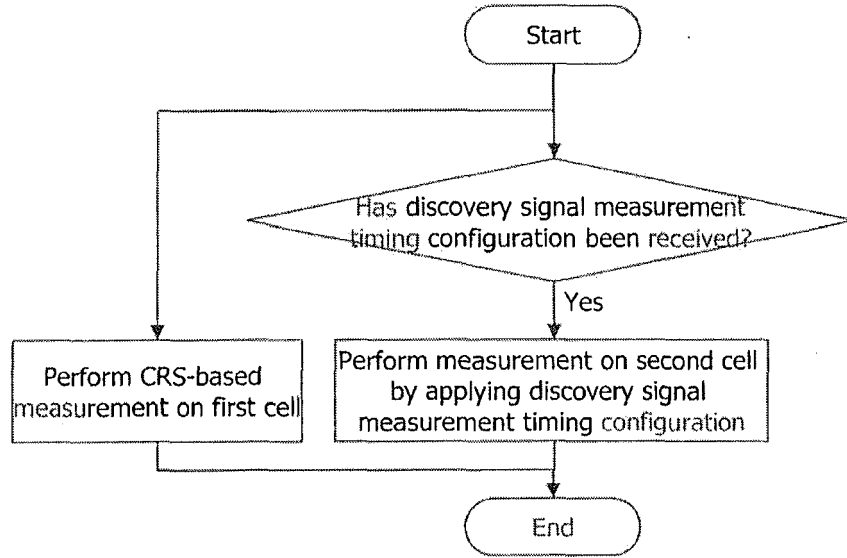 Start
Has discovery signal measurement
timing configuration been received?
Yes
Perform CRS-based
measurement on first cell
Perform measurement on second cell
by applying discovery signal
measurement timing configuration
End